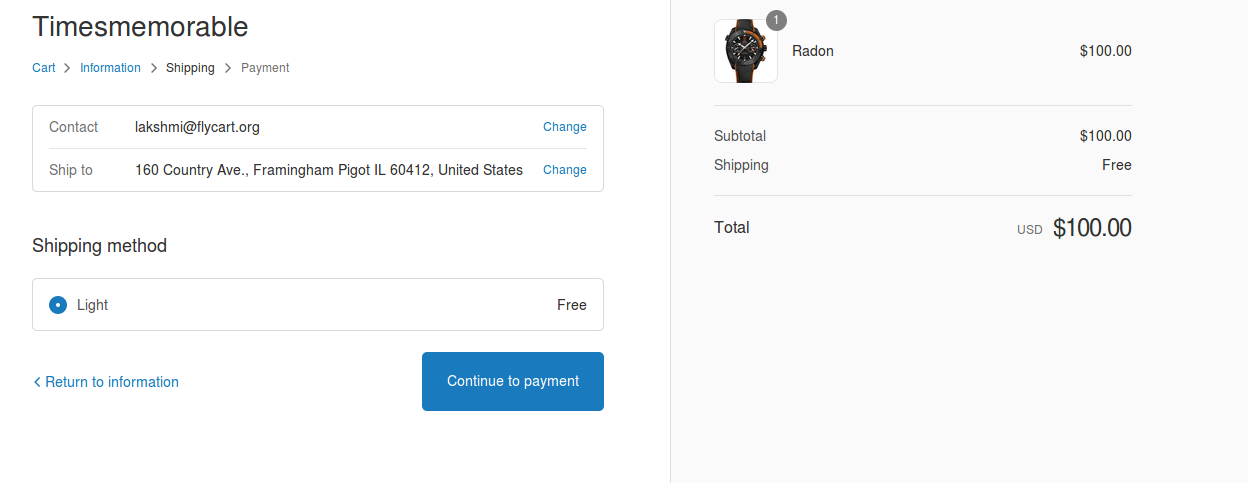 Timesmemorable
Cart > Information > Shipping > Payment
Contact lakshmi@flycart.org Change
Ship to 160 Country Ave., Framingham Pigot IL 60412, United States Change
Shipping method
Light Free
< Return to information Continue to payment
1
Radon $100.00
Subtotal $100.00
Shipping Free
Total USD $100.00